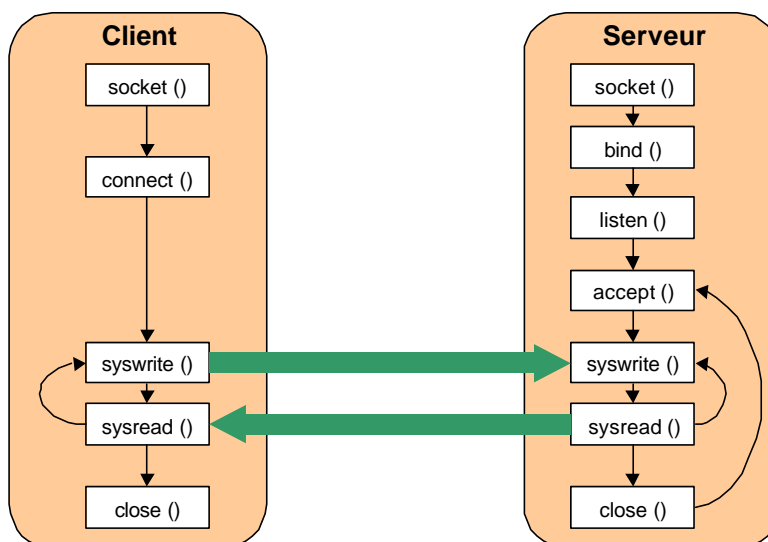 Client
socket ()
connect ()
syswrite ()
sysread ()
close ()
Serveur
socket ()
bind ()
listen ()
accept ()
syswrite ()
sysread ()
close ()